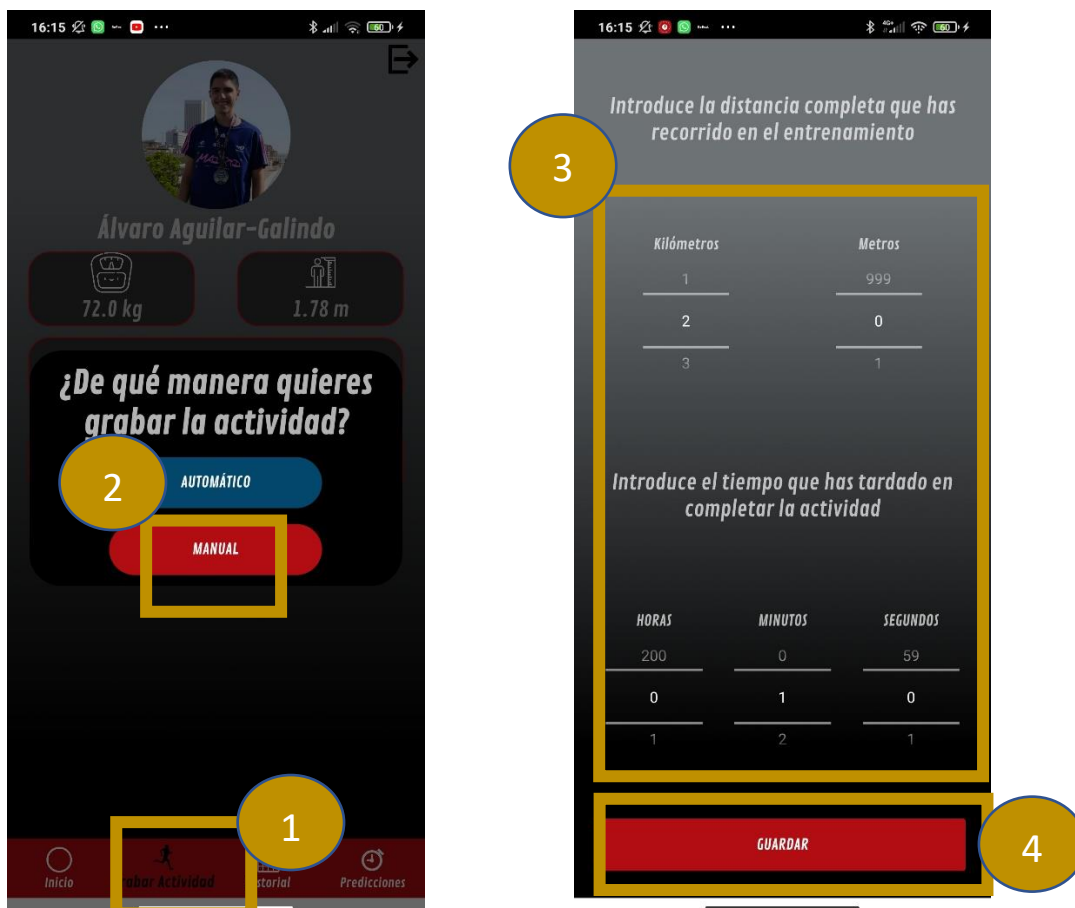 16:15
60
Álvaro Aguilar-Galindo
72.0 kg
1.78 m
¿De qué manera quieres
grabar la actividad?
2
AUTOMÁTICO
MANUAL
1
Inicio
Actividad
Predicciones
16:15
4G+
60
Introduce la distancia completa que has
recorrido en el entrenamiento
3
Kilómetros Metros
1 999
2 0
3 1
Introduce el tiempo que has tardado en
completar la actividad
HORAS MINUTOS SEGUNDOS
200 0 59
0 1 0
1 2 1
GUARDAR
4